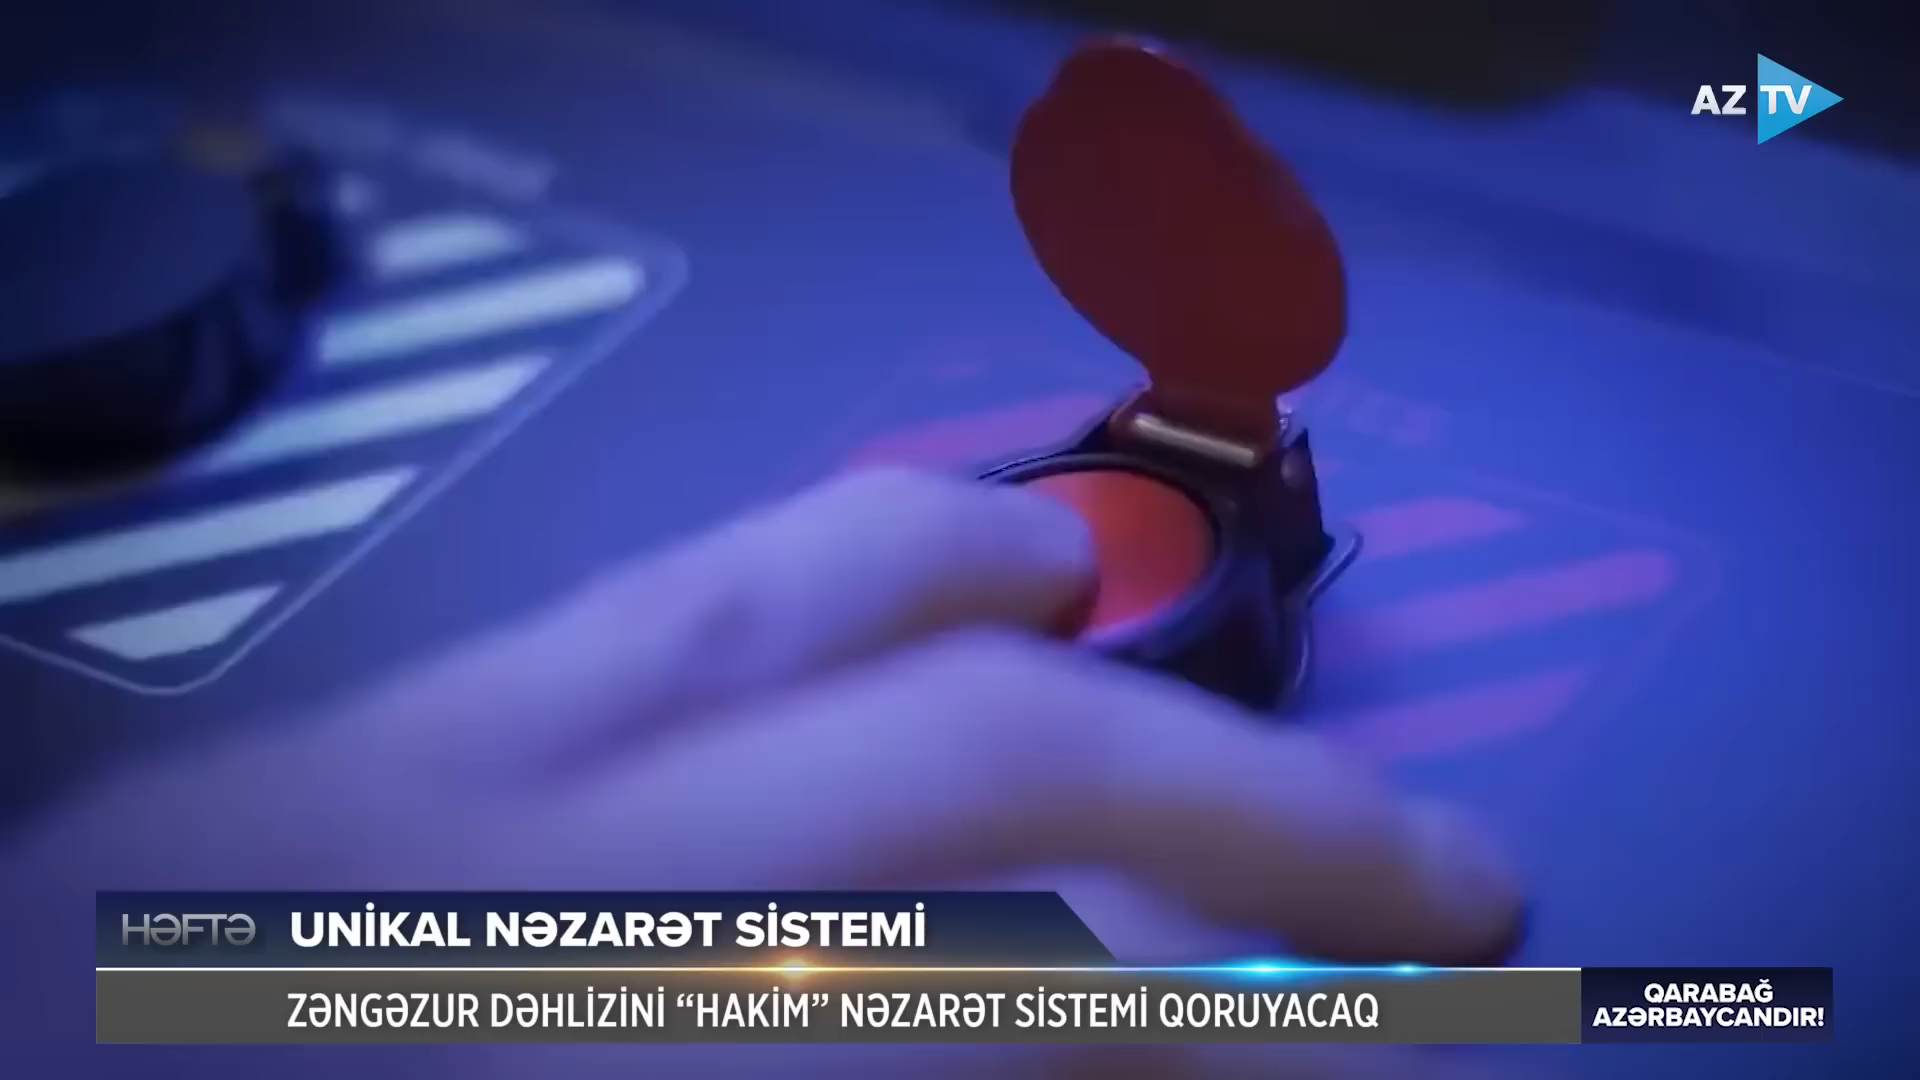 AZ TV
HƏFTƏ
UNİKAL NƏZARƏT SİSTEMİ
ZƏNGƏZUR DƏHLİZİNİ “HAKİM” NƏZARƏT SİSTEMİ QORUYACAQ
QARABAĞ
AZƏRBAYCANDIR!